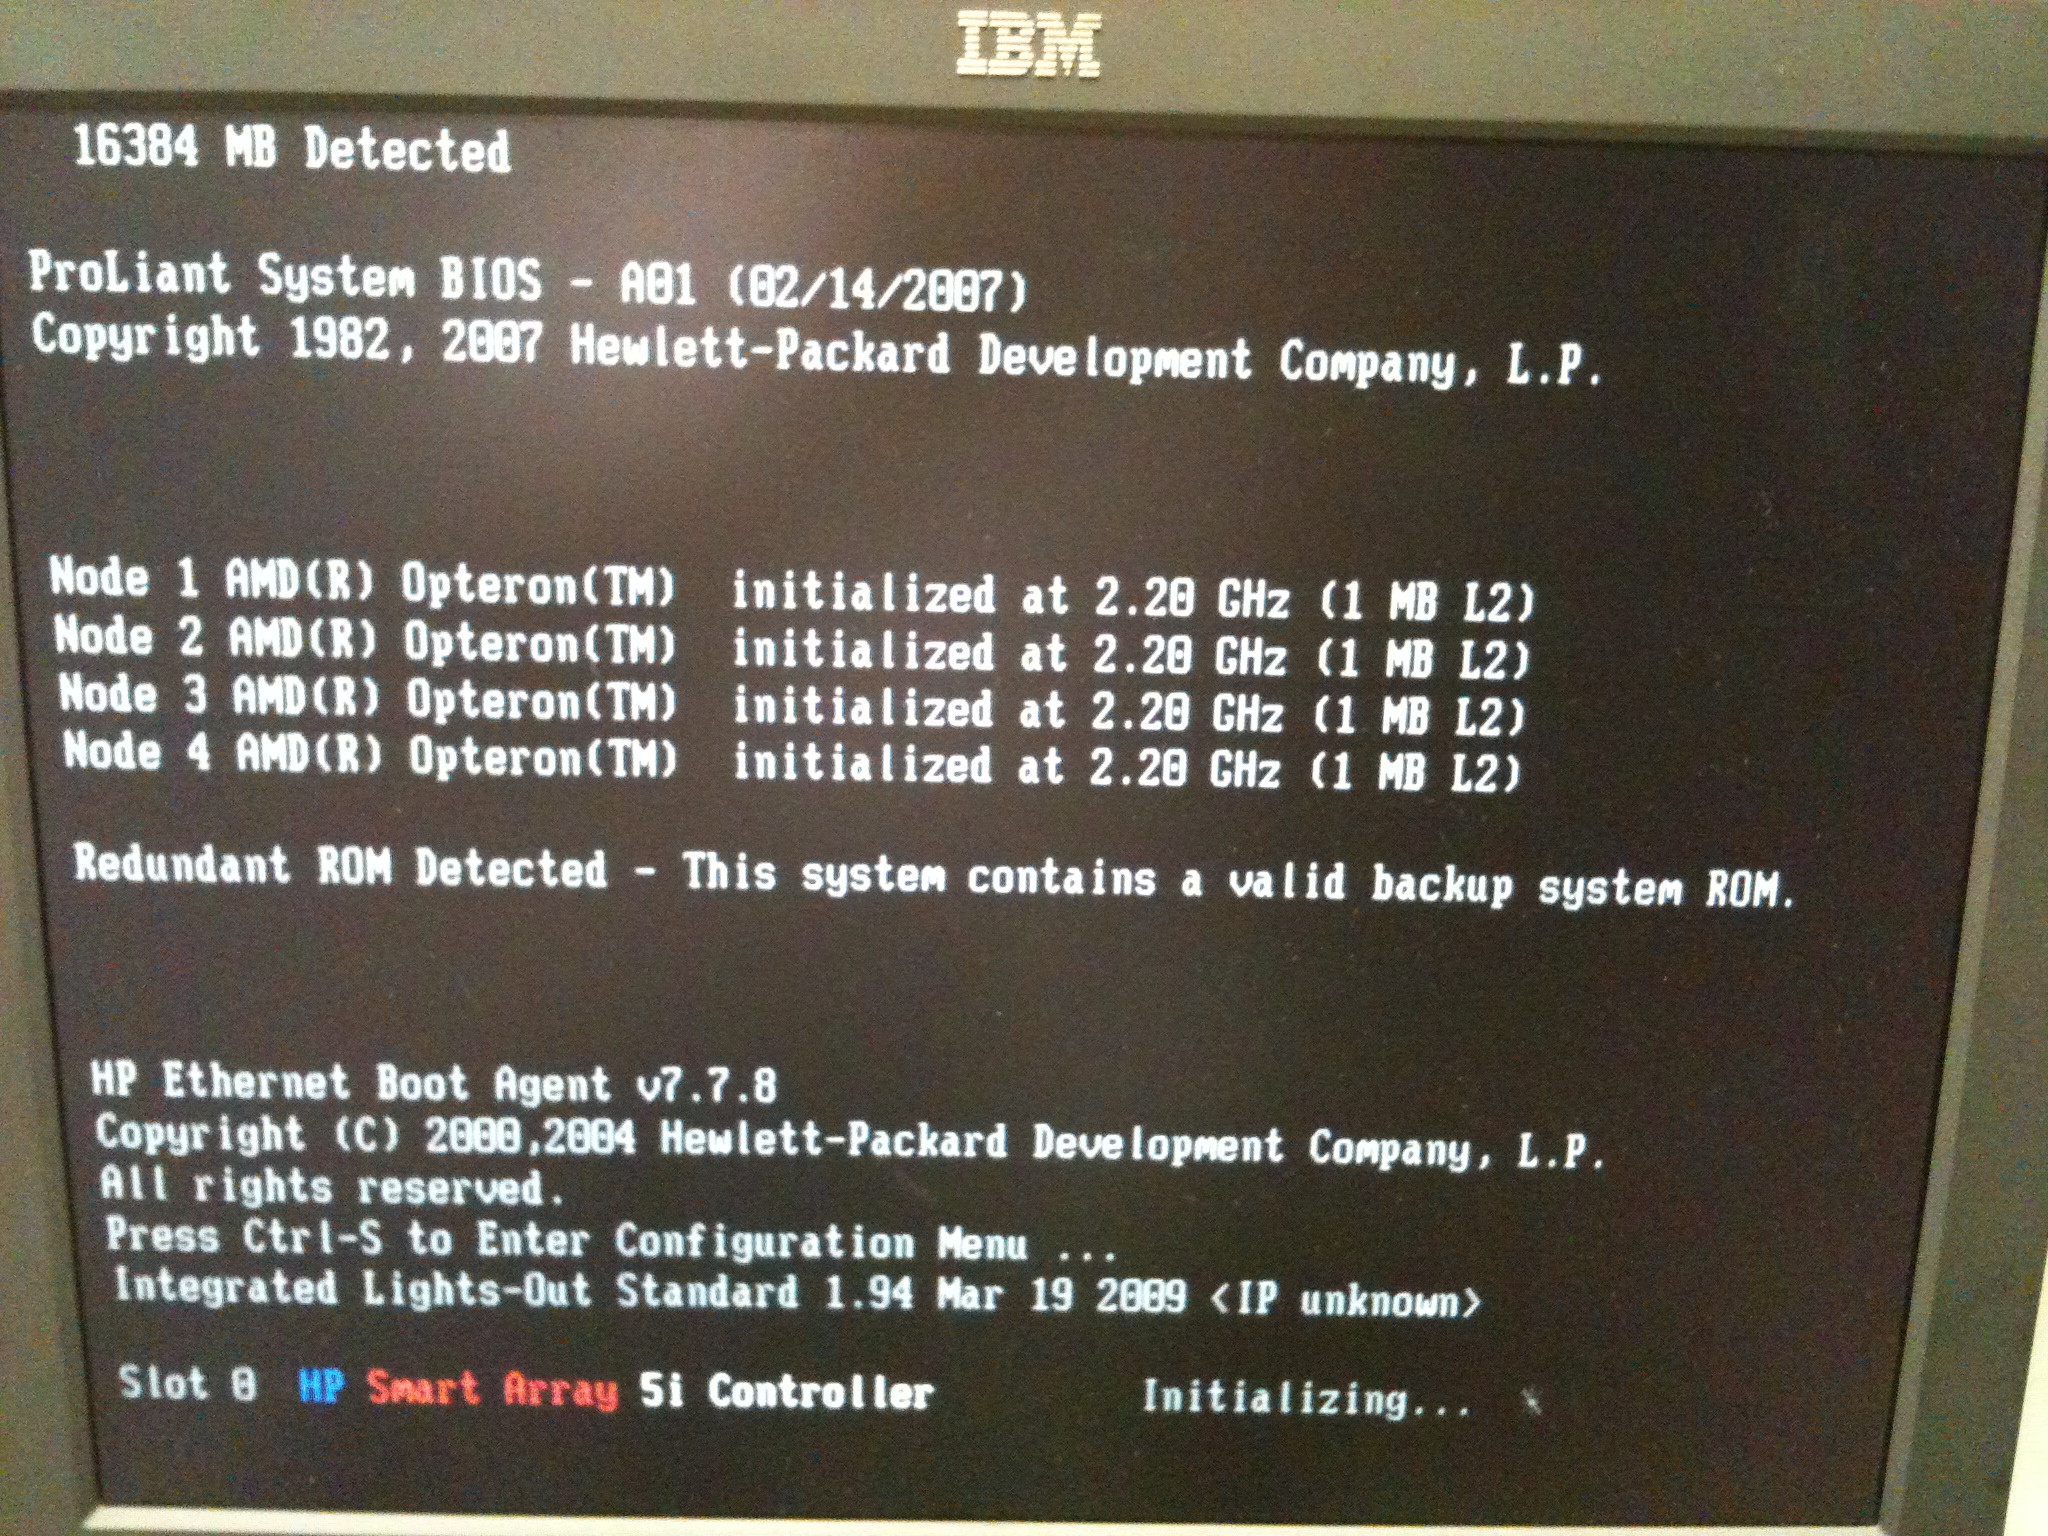 IBM
16384 MB Detected
ProLiant System BIOS - A01 (02/14/2007)
Copyright 1982, 2007 Hewlett-Packard Development Company, L.P.
Node 1 AMD(R) Opteron(TM) initialized at 2.20 GHz (1 MB L2)
Node 2 AMD(R) Opteron(TM) initialized at 2.20 GHz (1 MB L2)
Node 3 AMD(R) Opteron(TM) initialized at 2.20 GHz (1 MB L2)
Node 4 AMD(R) Opteron(TM) initialized at 2.20 GHz (1 MB L2)
Redundant ROM Detected - This system contains a valid backup system ROM.
HP Ethernet Boot Agent v7.7.8
Copyright (C) 2000,2004 Hewlett-Packard Development Company, L.P.
All rights reserved.
Press Ctrl-S to Enter Configuration Menu ...
Integrated Lights-Out Standard 1.94 Mar 19 2009 <IP unknown>
Slot 0 HP Smart Array 5i Controller Initializing...